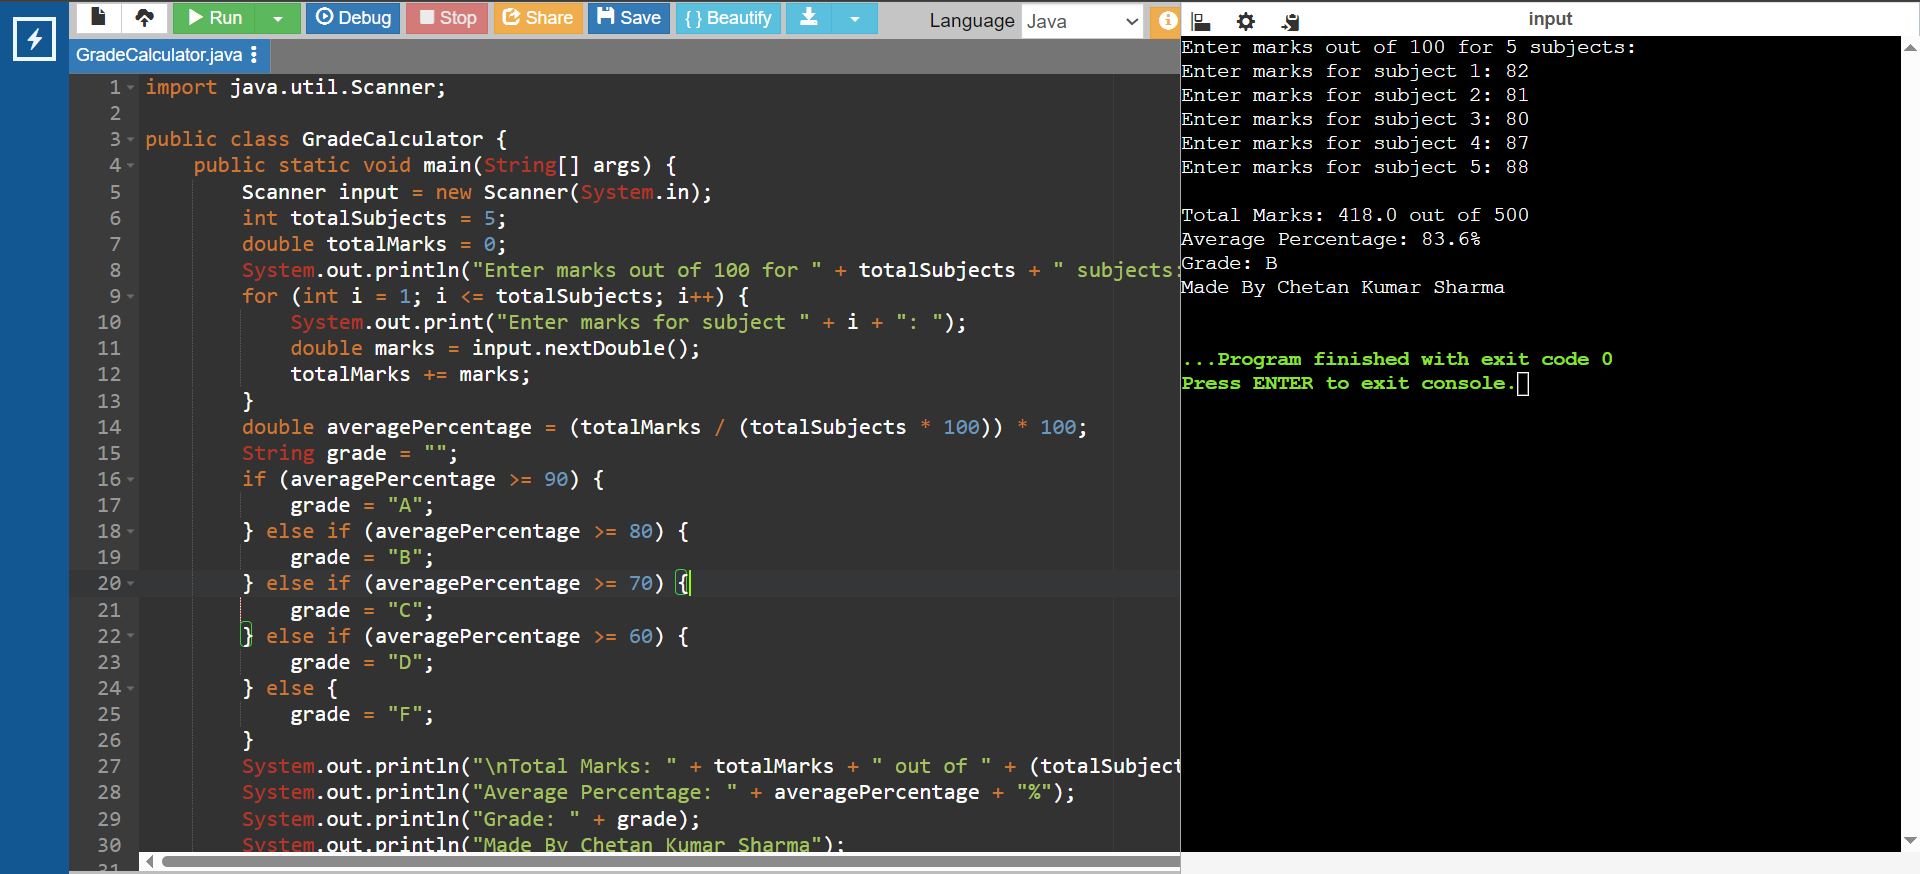 Run Debug Stop Share Save { } Beautify Language Java
GradeCalculator.java
1 import java.util.Scanner;
2
3 public class GradeCalculator {
4 public static void main(String[] args) {
5 Scanner input = new Scanner(System.in);
6 int totalSubjects = 5;
7 double totalMarks = 0;
8 System.out.println("Enter marks out of 100 for " + totalSubjects + " subjects:
9 for (int i = 1; i <= totalSubjects; i++) {
10 System.out.print("Enter marks for subject " + i + ": ");
11 double marks = input.nextDouble();
12 totalMarks += marks;
13 }
14 double averagePercentage = (totalMarks / (totalSubjects * 100)) * 100;
15 String grade = "";
16 if (averagePercentage >= 90) {
17 grade = "A";
18 } else if (averagePercentage >= 80) {
19 grade = "B";
20 } else if (averagePercentage >= 70) {
21 grade = "C";
22 } else if (averagePercentage >= 60) {
23 grade = "D";
24 } else {
25 grade = "F";
26 }
27 System.out.println("\nTotal Marks: " + totalMarks + " out of " + (totalSubject
28 System.out.println("Average Percentage: " + averagePercentage + "%");
29 System.out.println("Grade: " + grade);
30 System.out.println("Made By Chetan Kumar Sharma");
31
input
Enter marks out of 100 for 5 subjects:
Enter marks for subject 1: 82
Enter marks for subject 2: 81
Enter marks for subject 3: 80
Enter marks for subject 4: 87
Enter marks for subject 5: 88
Total Marks: 418.0 out of 500
Average Percentage: 83.6%
Grade: B
Made By Chetan Kumar Sharma
...Program finished with exit code 0
Press ENTER to exit console.